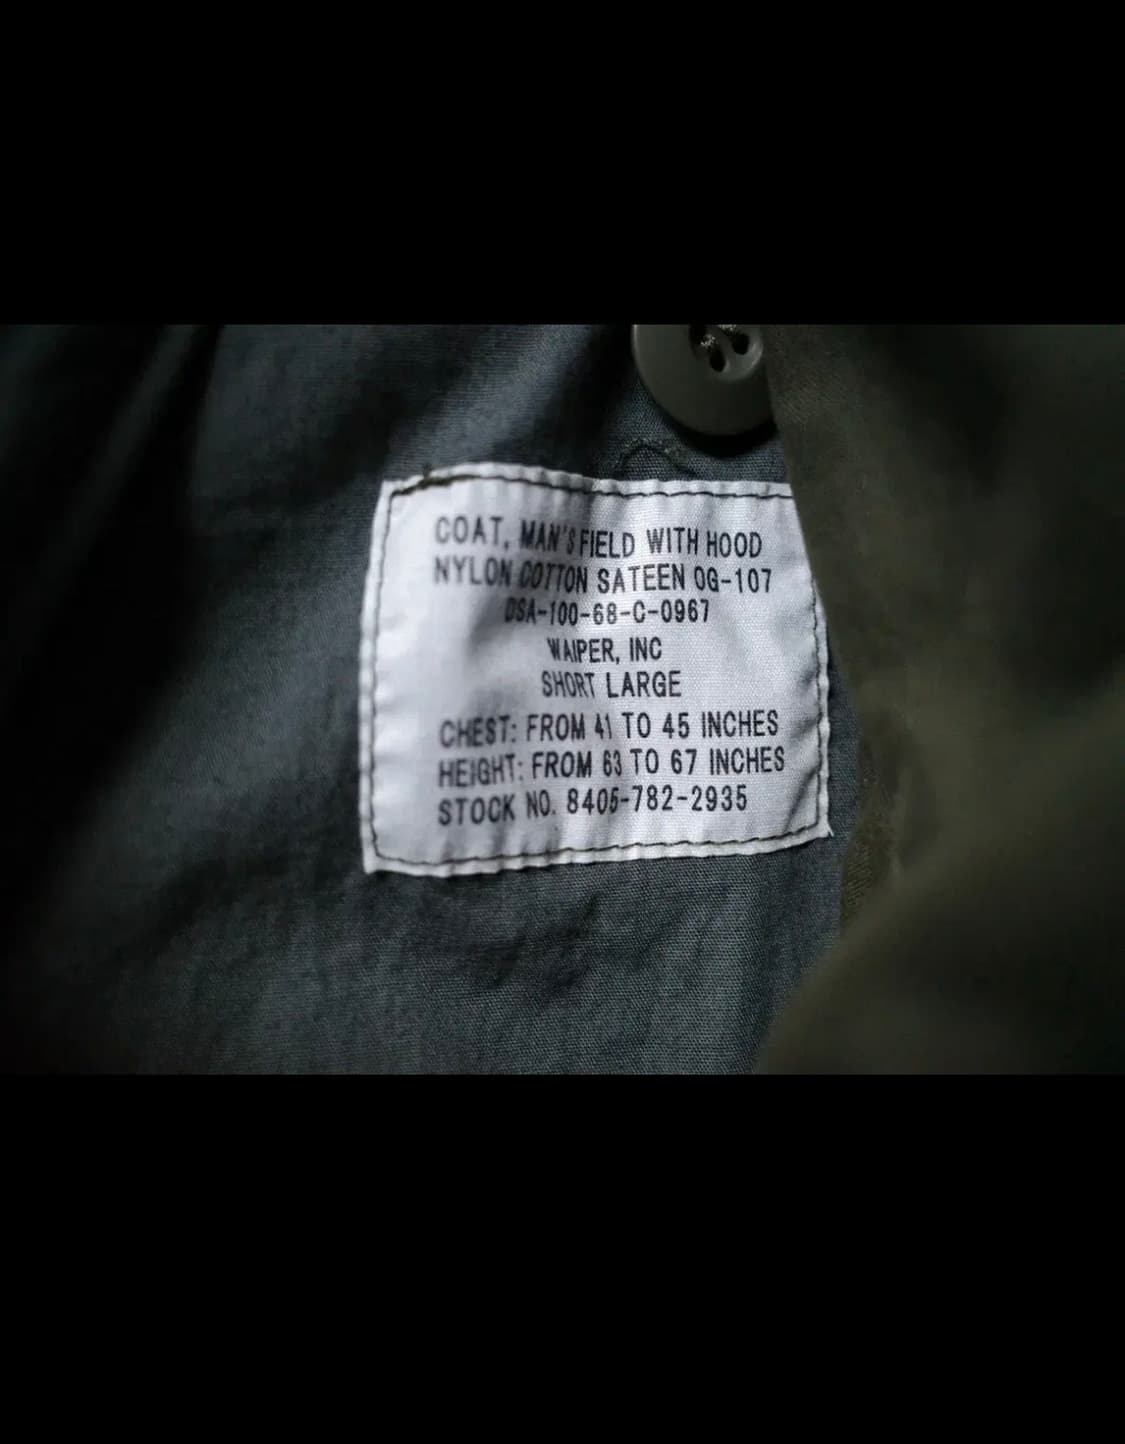 COAT, MAN'S FIELD WITH HOOD
NYLON COTTON SATEEN OG-107
DSA-100-68-C-0967
WAIPER, INC
SHORT LARGE
CHEST: FROM 41 TO 45 INCHES
HEIGHT: FROM 63 TO 67 INCHES
STOCK NO. 8405-782-2935